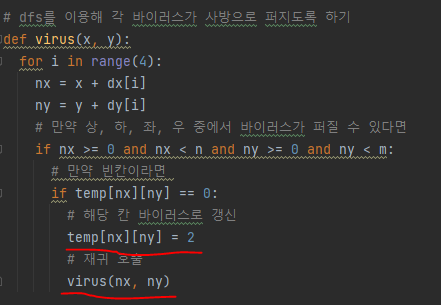 # dfs를 이용해 각 바이러스가 사방으로 퍼지도록 하기
def virus(x, y):
for i in range(4):
nx = x + dx[i]
ny = y + dy[i]
# 만약 상, 하, 좌, 우 중에서 바이러스가 퍼질 수 있다면
if nx >= 0 and nx < n and ny >= 0 and ny < m:
# 만약 빈칸이라면
if temp[nx][ny] == 0:
# 해당 칸 바이러스로 갱신
temp[nx][ny] = 2
# 재귀 호출
virus(nx, ny)